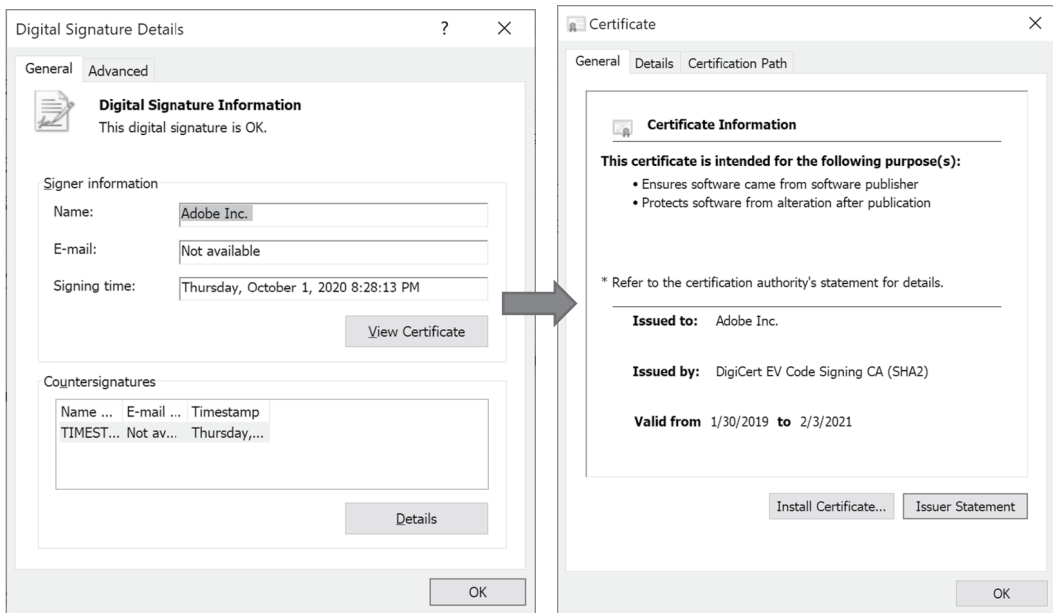 Digital Signature Details
?
General
Advanced
Digital Signature Information
This digital signature is OK.
Signer information
Name:
Adobe Inc.
E-mail:
Not available
Signing time:
Thursday, October 1, 2020 8:28:13 PM
View Certificate
Countersignatures
Name ... E-mail ... Timestamp
TIMEST... Not av... Thursday,...
Details
OK
Certificate
General Details Certification Path
Certificate Information
This certificate is intended for the following purpose(s):
• Ensures software came from software publisher
• Protects software from alteration after publication
* Refer to the certification authority's statement for details.
Issued to: Adobe Inc.
Issued by: DigiCert EV Code Signing CA (SHA2)
Valid from 1/30/2019 to 2/3/2021
Install Certificate...
Issuer Statement
OK